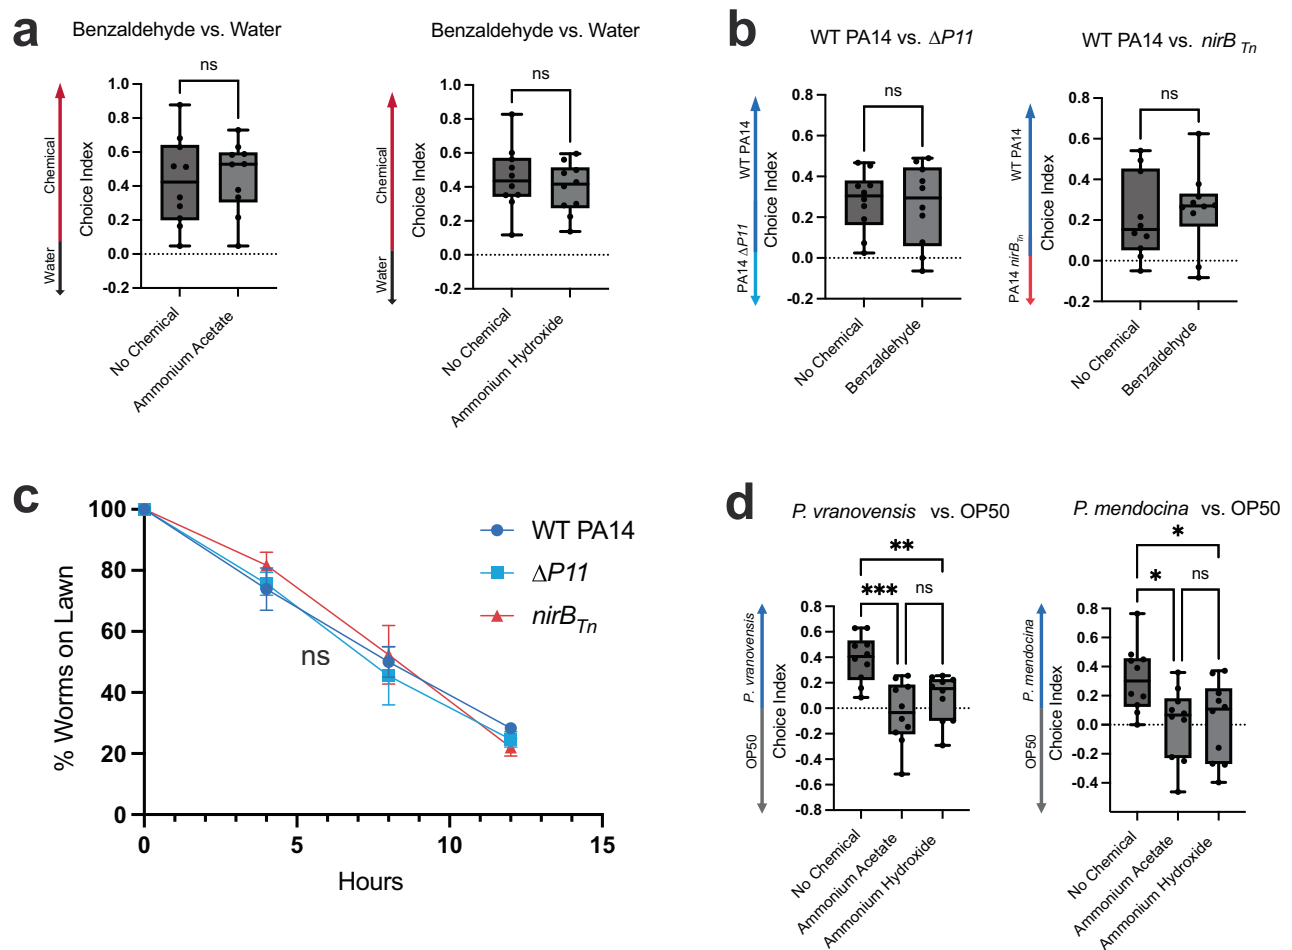 a
Benzaldehyde vs. Water
ns
Chemical
Water
Choice Index
1.0
0.8
0.6
0.4
0.2
0.0
-0.2
No Chemical
Ammonium Acetate
Benzaldehyde vs. Water
ns
Chemical
Water
Choice Index
1.0
0.8
0.6
0.4
0.2
0.0
-0.2
No Chemical
Ammonium Hydroxide
b
WT PA14 vs. ΔP11
ns
WT PA14
PA14 ΔP11
Choice Index
0.8
0.6
0.4
0.2
0.0
-0.2
No Chemical
Benzaldehyde
WT PA14 vs. nirB Tn
ns
WT PA14
PA14 nirBTn
Choice Index
0.8
0.6
0.4
0.2
0.0
-0.2
No Chemical
Benzaldehyde
c
% Worms on Lawn
100
80
60
40
20
0
0
5
10
15
Hours
WT PA14
ΔP11
nirBTn
ns
d
P. vranovensis vs. OP50
**
***
ns
P. vranovensis
OP50
Choice Index
0.8
0.6
0.4
0.2
0.0
-0.2
-0.4
-0.6
-0.8
No Chemical
Ammonium Acetate
Ammonium Hydroxide
P. mendocina vs. OP50
*
*
ns
P. mendocina
OP50
Choice Index
0.8
0.6
0.4
0.2
0.0
-0.2
-0.4
No Chemical
Ammonium Acetate
Ammonium Hydroxide